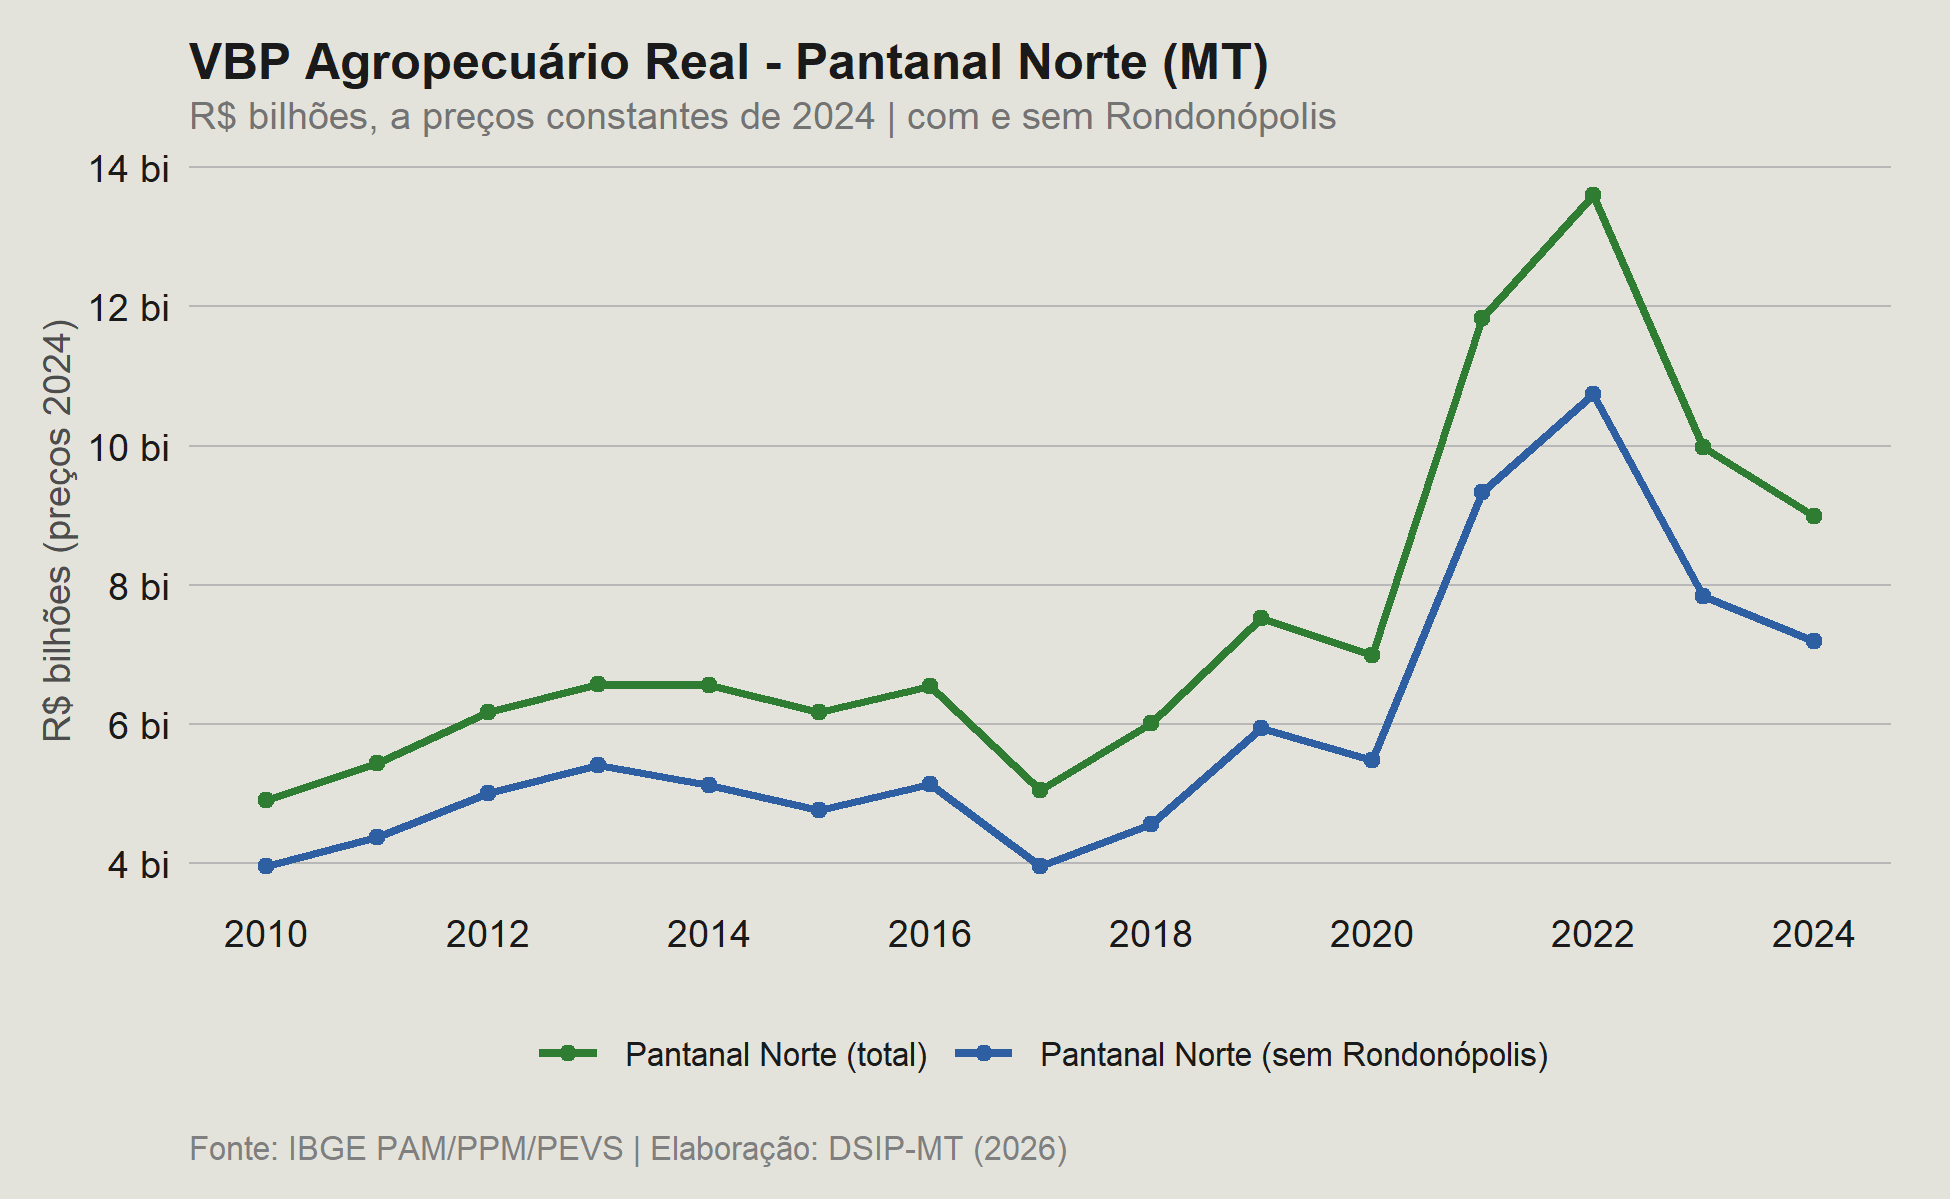 VBP Agropecuário Real - Pantanal Norte (MT)
R$ bilhões, a preços constantes de 2024 | com e sem Rondonópolis
R$ bilhões (preços 2024)
14 bi
12 bi
10 bi
8 bi
6 bi
4 bi
2010 2012 2014 2016 2018 2020 2022 2024
Pantanal Norte (total) Pantanal Norte (sem Rondonópolis)
Fonte: IBGE PAM/PPM/PEVS | Elaboração: DSIP-MT (2026)